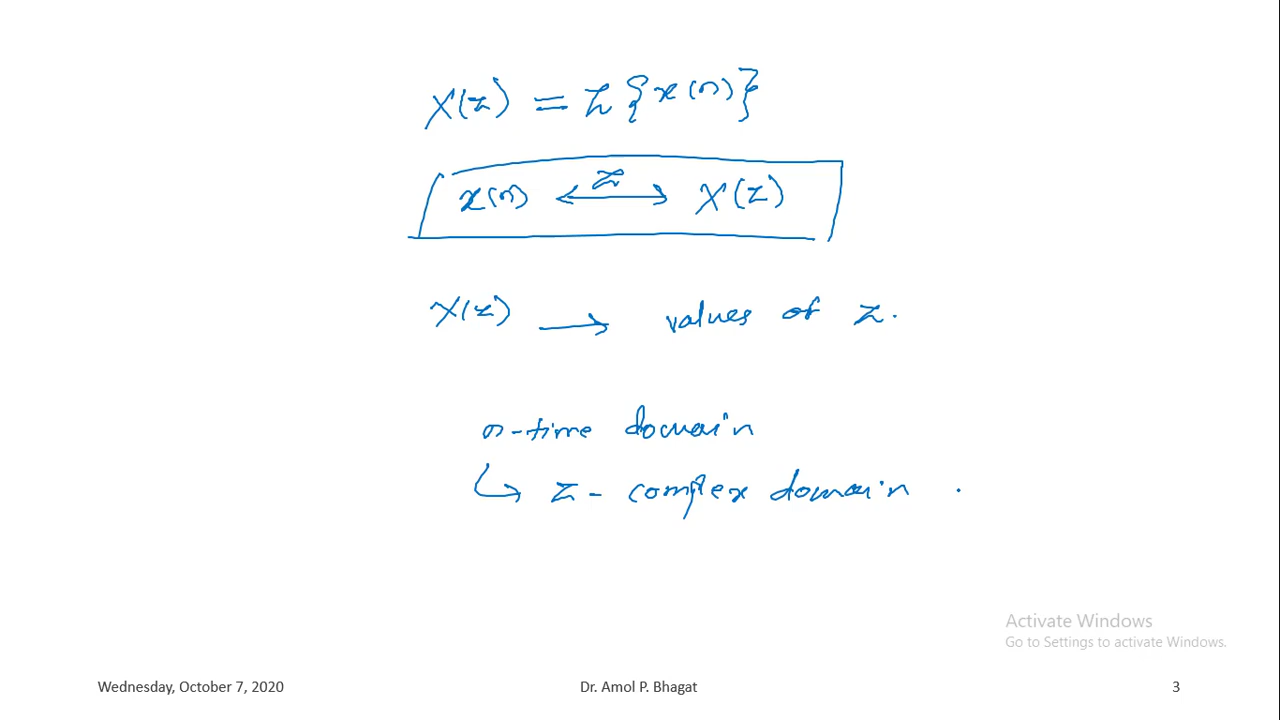 X(z) = Z {x(n)}
x(n) ⟷ᶻ X(z)
X(z) → values of z.
n-time domain
↳ z - complex domain .
Activate Windows
Go to Settings to activate Windows.
Wednesday, October 7, 2020 Dr. Amol P. Bhagat 3